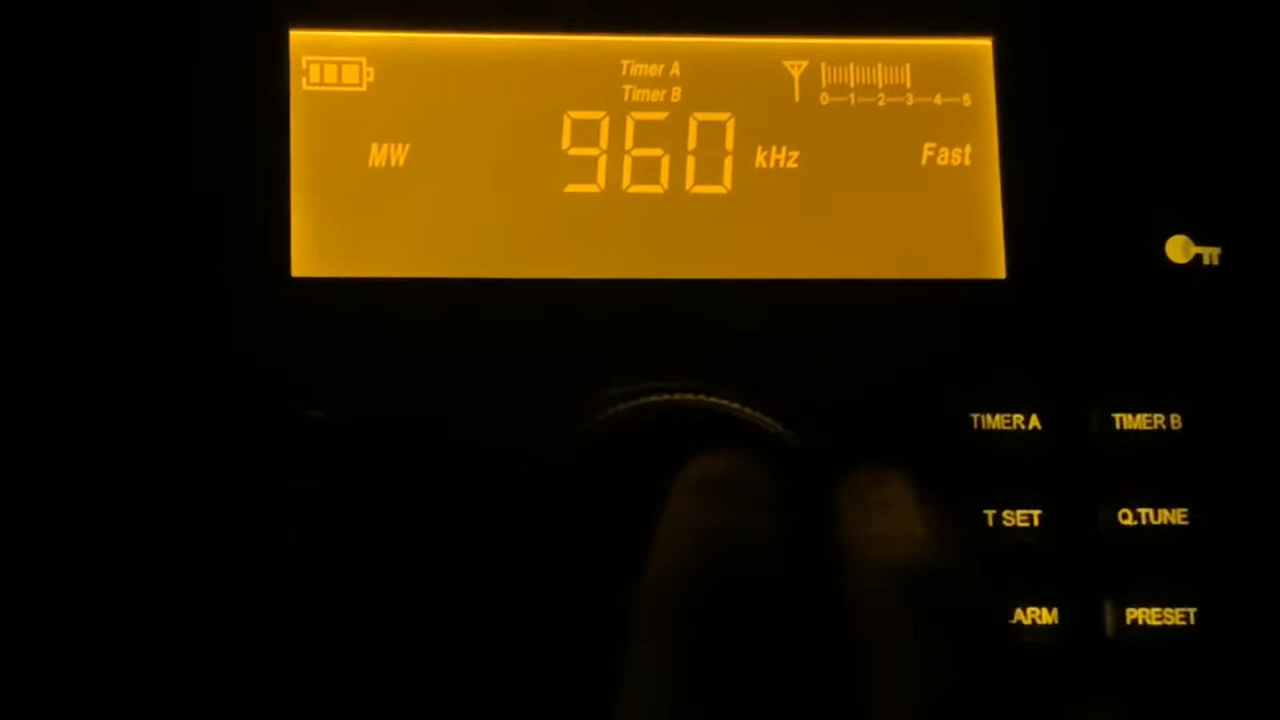 Timer A
Timer B
0-1-2-3-4-5
MW 960 kHz Fast
TIMER A TIMER B
T SET Q.TUNE
ARM PRESET